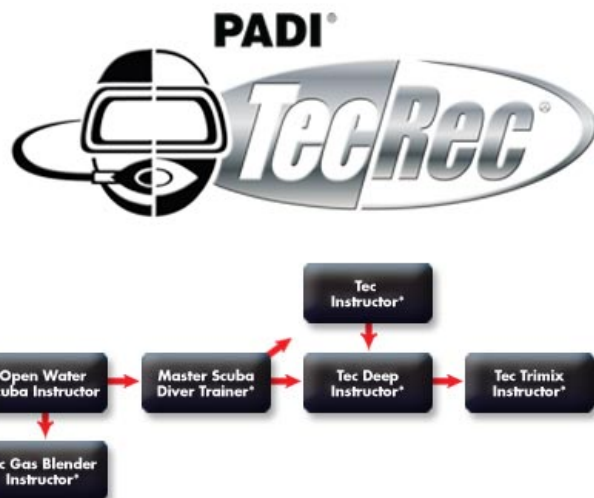 PADI®
TecRec®
Tec
Instructor*
Open Water
cuba Instructor
Master Scuba
Diver Trainer*
Tec Deep
Instructor*
Tec Trimix
Instructor*
c Gas Blender
Instructor*